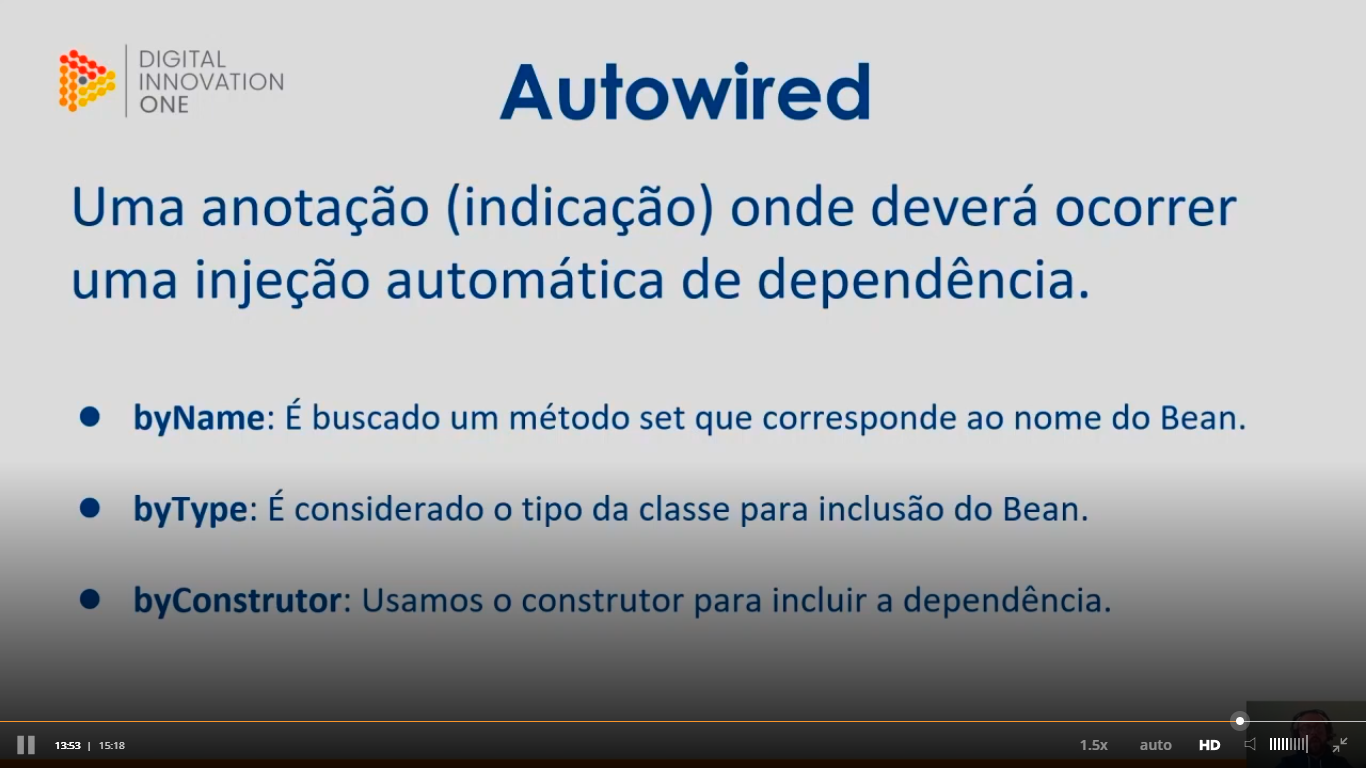 DIGITAL
INNOVATION
ONE
Autowired
Uma anotação (indicação) onde deverá ocorrer
uma injeção automática de dependência.
● byName: É buscado um método set que corresponde ao nome do Bean.
● byType: É considerado o tipo da classe para inclusão do Bean.
● byConstrutor: Usamos o construtor para incluir a dependência.
13:53 | 15:18 1.5x auto HD